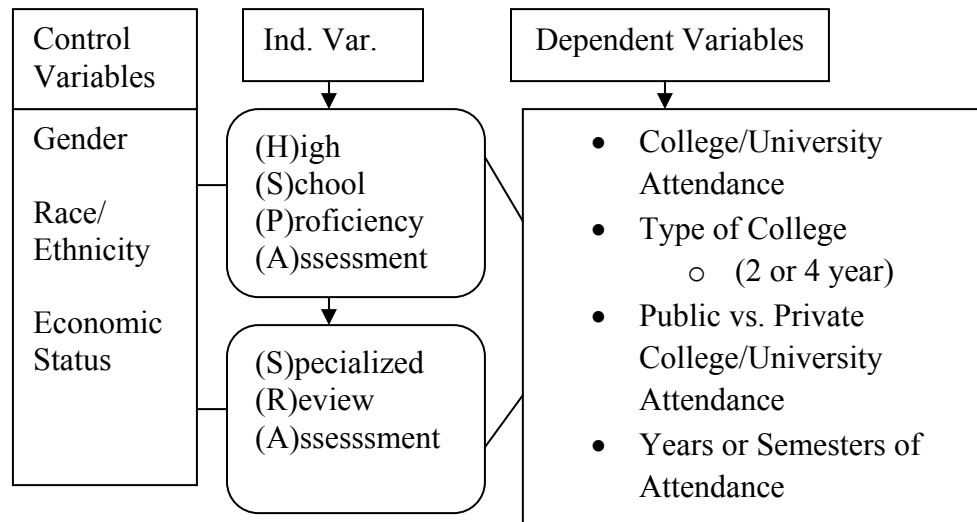 Control
Variables
Gender
Race/
Ethnicity
Economic
Status
Ind. Var.
(H)igh
(S)chool
(P)roficiency
(A)ssessment
(S)pecialized
(R)eview
(A)ssesssment
Dependent Variables
• College/University
Attendance
• Type of College
o (2 or 4 year)
• Public vs. Private
College/University
Attendance
• Years or Semesters of
Attendance